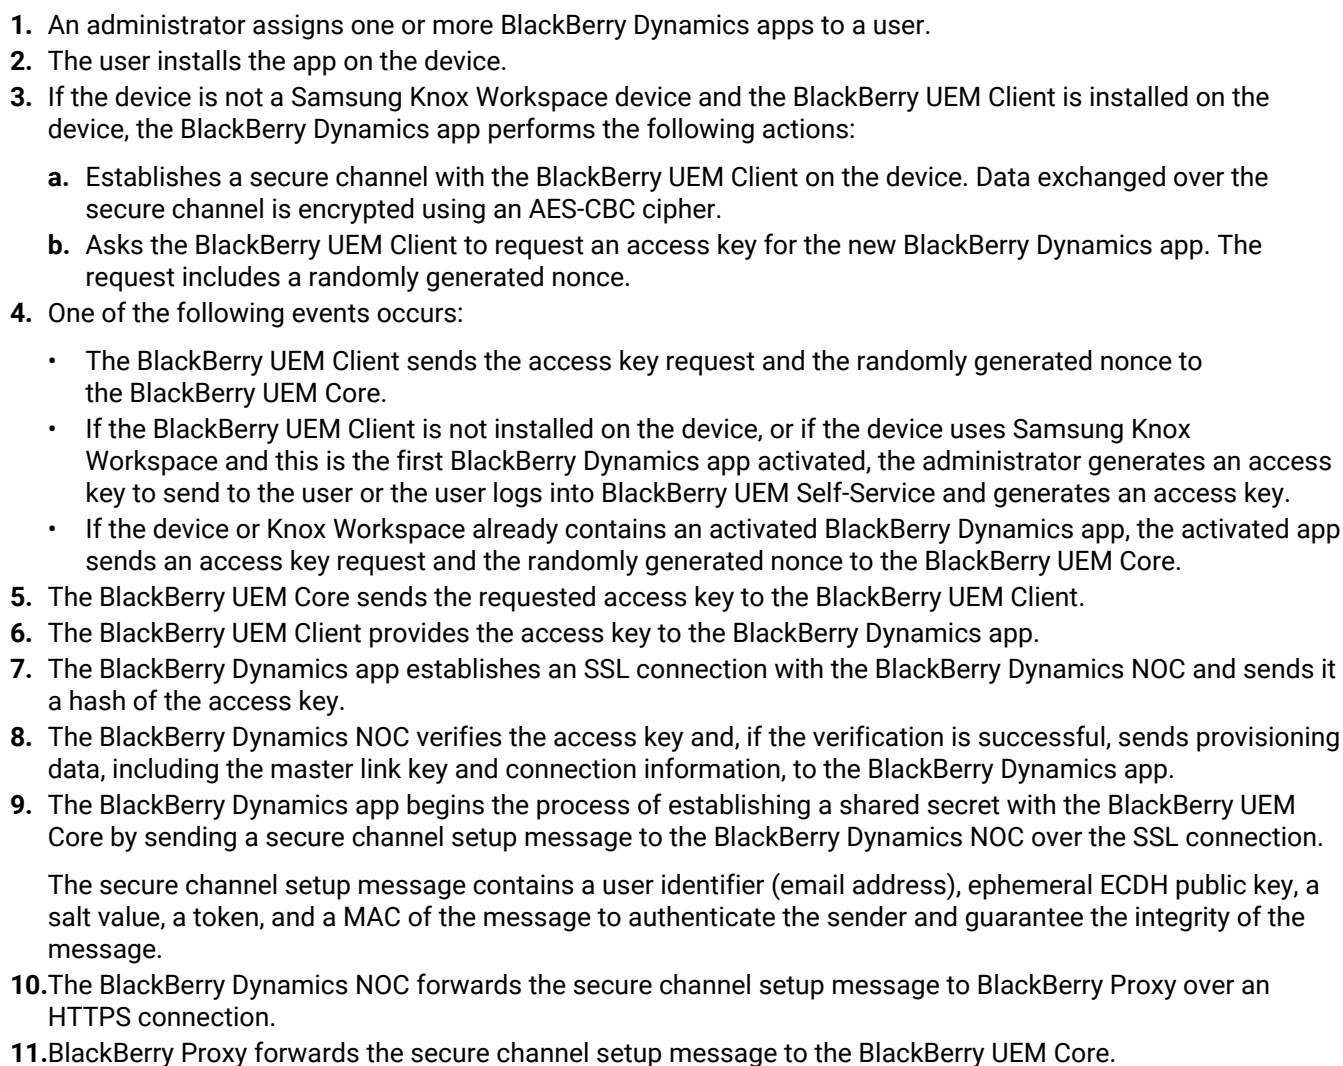 1. An administrator assigns one or more BlackBerry Dynamics apps to a user.
2. The user installs the app on the device.
3. If the device is not a Samsung Knox Workspace device and the BlackBerry UEM Client is installed on the
device, the BlackBerry Dynamics app performs the following actions:
a. Establishes a secure channel with the BlackBerry UEM Client on the device. Data exchanged over the
secure channel is encrypted using an AES-CBC cipher.
b. Asks the BlackBerry UEM Client to request an access key for the new BlackBerry Dynamics app. The
request includes a randomly generated nonce.
4. One of the following events occurs:
• The BlackBerry UEM Client sends the access key request and the randomly generated nonce to
the BlackBerry UEM Core.
• If the BlackBerry UEM Client is not installed on the device, or if the device uses Samsung Knox
Workspace and this is the first BlackBerry Dynamics app activated, the administrator generates an access
key to send to the user or the user logs into BlackBerry UEM Self-Service and generates an access key.
• If the device or Knox Workspace already contains an activated BlackBerry Dynamics app, the activated app
sends an access key request and the randomly generated nonce to the BlackBerry UEM Core.
5. The BlackBerry UEM Core sends the requested access key to the BlackBerry UEM Client.
6. The BlackBerry UEM Client provides the access key to the BlackBerry Dynamics app.
7. The BlackBerry Dynamics app establishes an SSL connection with the BlackBerry Dynamics NOC and sends it
a hash of the access key.
8. The BlackBerry Dynamics NOC verifies the access key and, if the verification is successful, sends provisioning
data, including the master link key and connection information, to the BlackBerry Dynamics app.
9. The BlackBerry Dynamics app begins the process of establishing a shared secret with the BlackBerry UEM
Core by sending a secure channel setup message to the BlackBerry Dynamics NOC over the SSL connection.
The secure channel setup message contains a user identifier (email address), ephemeral ECDH public key, a
salt value, a token, and a MAC of the message to authenticate the sender and guarantee the integrity of the
message.
10.The BlackBerry Dynamics NOC forwards the secure channel setup message to BlackBerry Proxy over an
HTTPS connection.
11.BlackBerry Proxy forwards the secure channel setup message to the BlackBerry UEM Core.